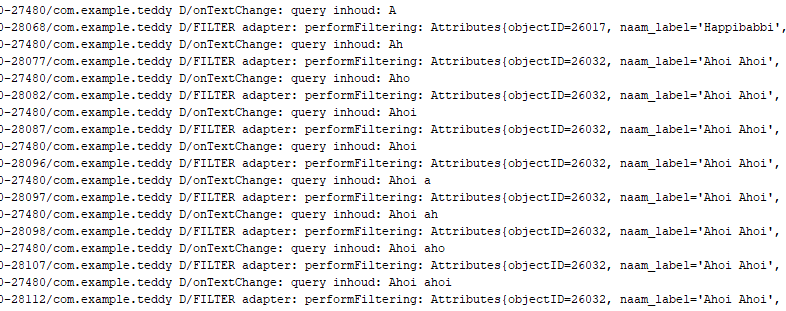 0-27480/com.example.teddy D/onTextChange: query inhoud: A
0-28068/com.example.teddy D/FILTER adapter: performFiltering: Attributes{objectID=26017, naam_label='Happibabbi',
0-27480/com.example.teddy D/onTextChange: query inhoud: Ah
0-28077/com.example.teddy D/FILTER adapter: performFiltering: Attributes{objectID=26032, naam_label='Ahoi Ahoi',
0-27480/com.example.teddy D/onTextChange: query inhoud: Aho
0-28082/com.example.teddy D/FILTER adapter: performFiltering: Attributes{objectID=26032, naam_label='Ahoi Ahoi',
0-27480/com.example.teddy D/onTextChange: query inhoud: Ahoi
0-28087/com.example.teddy D/FILTER adapter: performFiltering: Attributes{objectID=26032, naam_label='Ahoi Ahoi',
0-27480/com.example.teddy D/onTextChange: query inhoud: Ahoi
0-28096/com.example.teddy D/FILTER adapter: performFiltering: Attributes{objectID=26032, naam_label='Ahoi Ahoi',
0-27480/com.example.teddy D/onTextChange: query inhoud: Ahoi a
0-28097/com.example.teddy D/FILTER adapter: performFiltering: Attributes{objectID=26032, naam_label='Ahoi Ahoi',
0-27480/com.example.teddy D/onTextChange: query inhoud: Ahoi ah
0-28098/com.example.teddy D/FILTER adapter: performFiltering: Attributes{objectID=26032, naam_label='Ahoi Ahoi',
0-27480/com.example.teddy D/onTextChange: query inhoud: Ahoi aho
0-28107/com.example.teddy D/FILTER adapter: performFiltering: Attributes{objectID=26032, naam_label='Ahoi Ahoi',
0-27480/com.example.teddy D/onTextChange: query inhoud: Ahoi ahoi
0-28112/com.example.teddy D/FILTER adapter: performFiltering: Attributes{objectID=26032, naam_label='Ahoi Ahoi',